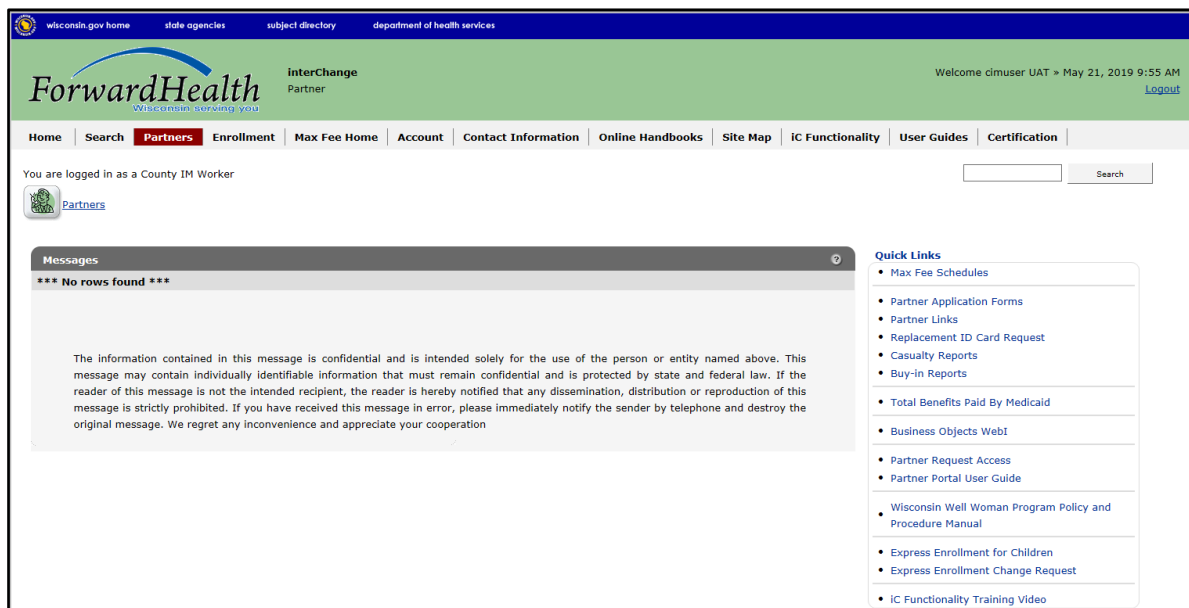 wisconsin.gov home state agencies subject directory department of health services
ForwardHealth
Wisconsin serving you
interChange
Partner
Welcome cimuser UAT » May 21, 2019 9:55 AM
Logout
Home Search Partners Enrollment Max Fee Home Account Contact Information Online Handbooks Site Map iC Functionality User Guides Certification
You are logged in as a County IM Worker
Search
Partners
Messages ?
*** No rows found ***
The information contained in this message is confidential and is intended solely for the use of the person or entity named above. This
message may contain individually identifiable information that must remain confidential and is protected by state and federal law. If the
reader of this message is not the intended recipient, the reader is hereby notified that any dissemination, distribution or reproduction of this
message is strictly prohibited. If you have received this message in error, please immediately notify the sender by telephone and destroy the
original message. We regret any inconvenience and appreciate your cooperation
Quick Links
• Max Fee Schedules
• Partner Application Forms
• Partner Links
• Replacement ID Card Request
• Casualty Reports
• Buy-in Reports
• Total Benefits Paid By Medicaid
• Business Objects WebI
• Partner Request Access
• Partner Portal User Guide
• Wisconsin Well Woman Program Policy and
Procedure Manual
• Express Enrollment for Children
• Express Enrollment Change Request
• iC Functionality Training Video